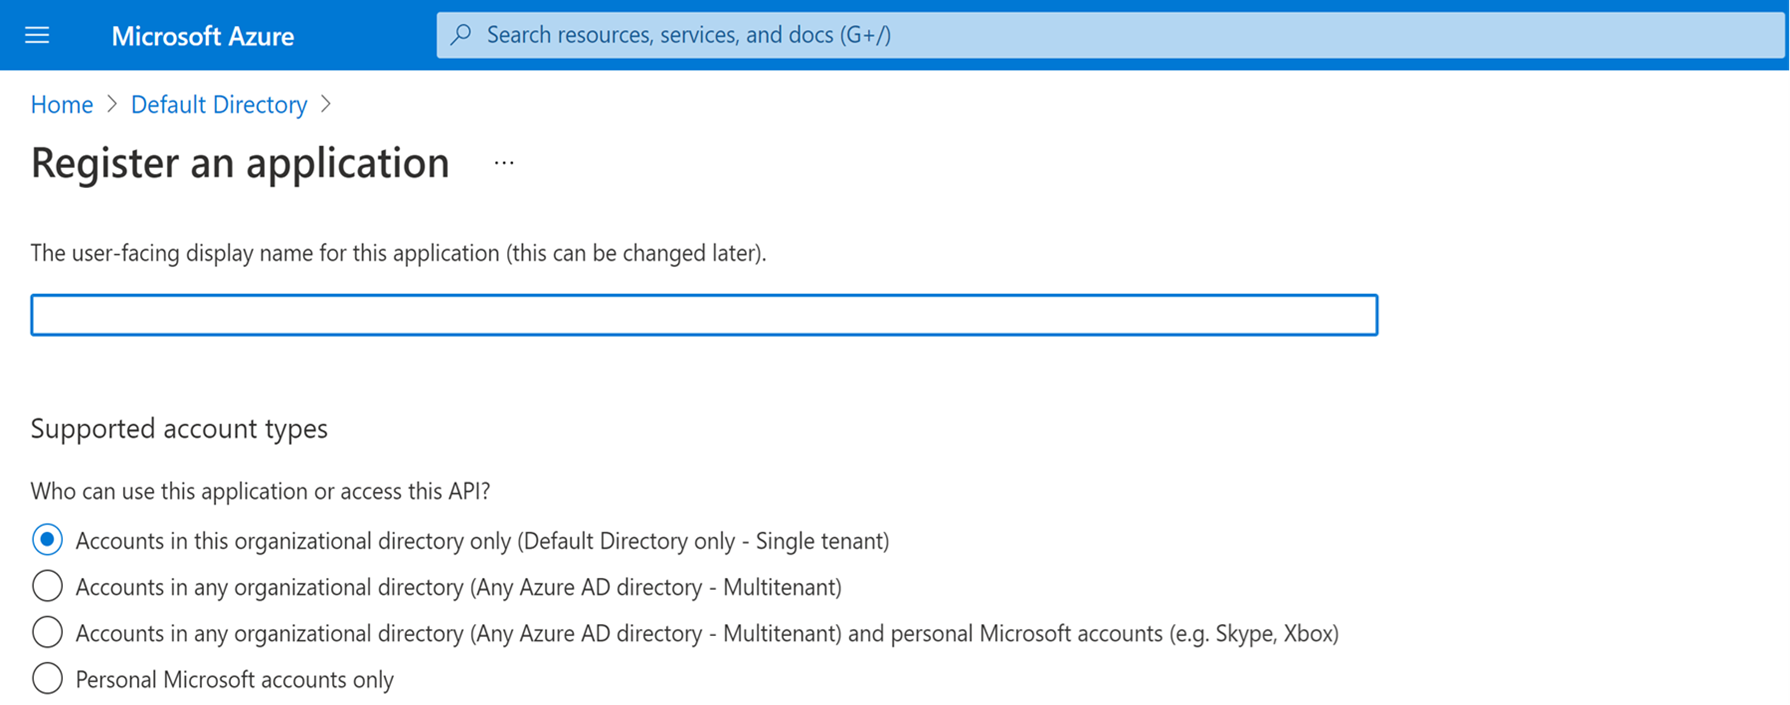 Microsoft Azure
Search resources, services, and docs (G+/)
Home > Default Directory >
Register an application ...
The user-facing display name for this application (this can be changed later).
Supported account types
Who can use this application or access this API?
Accounts in this organizational directory only (Default Directory only - Single tenant)
Accounts in any organizational directory (Any Azure AD directory - Multitenant)
Accounts in any organizational directory (Any Azure AD directory - Multitenant) and personal Microsoft accounts (e.g. Skype, Xbox)
Personal Microsoft accounts only